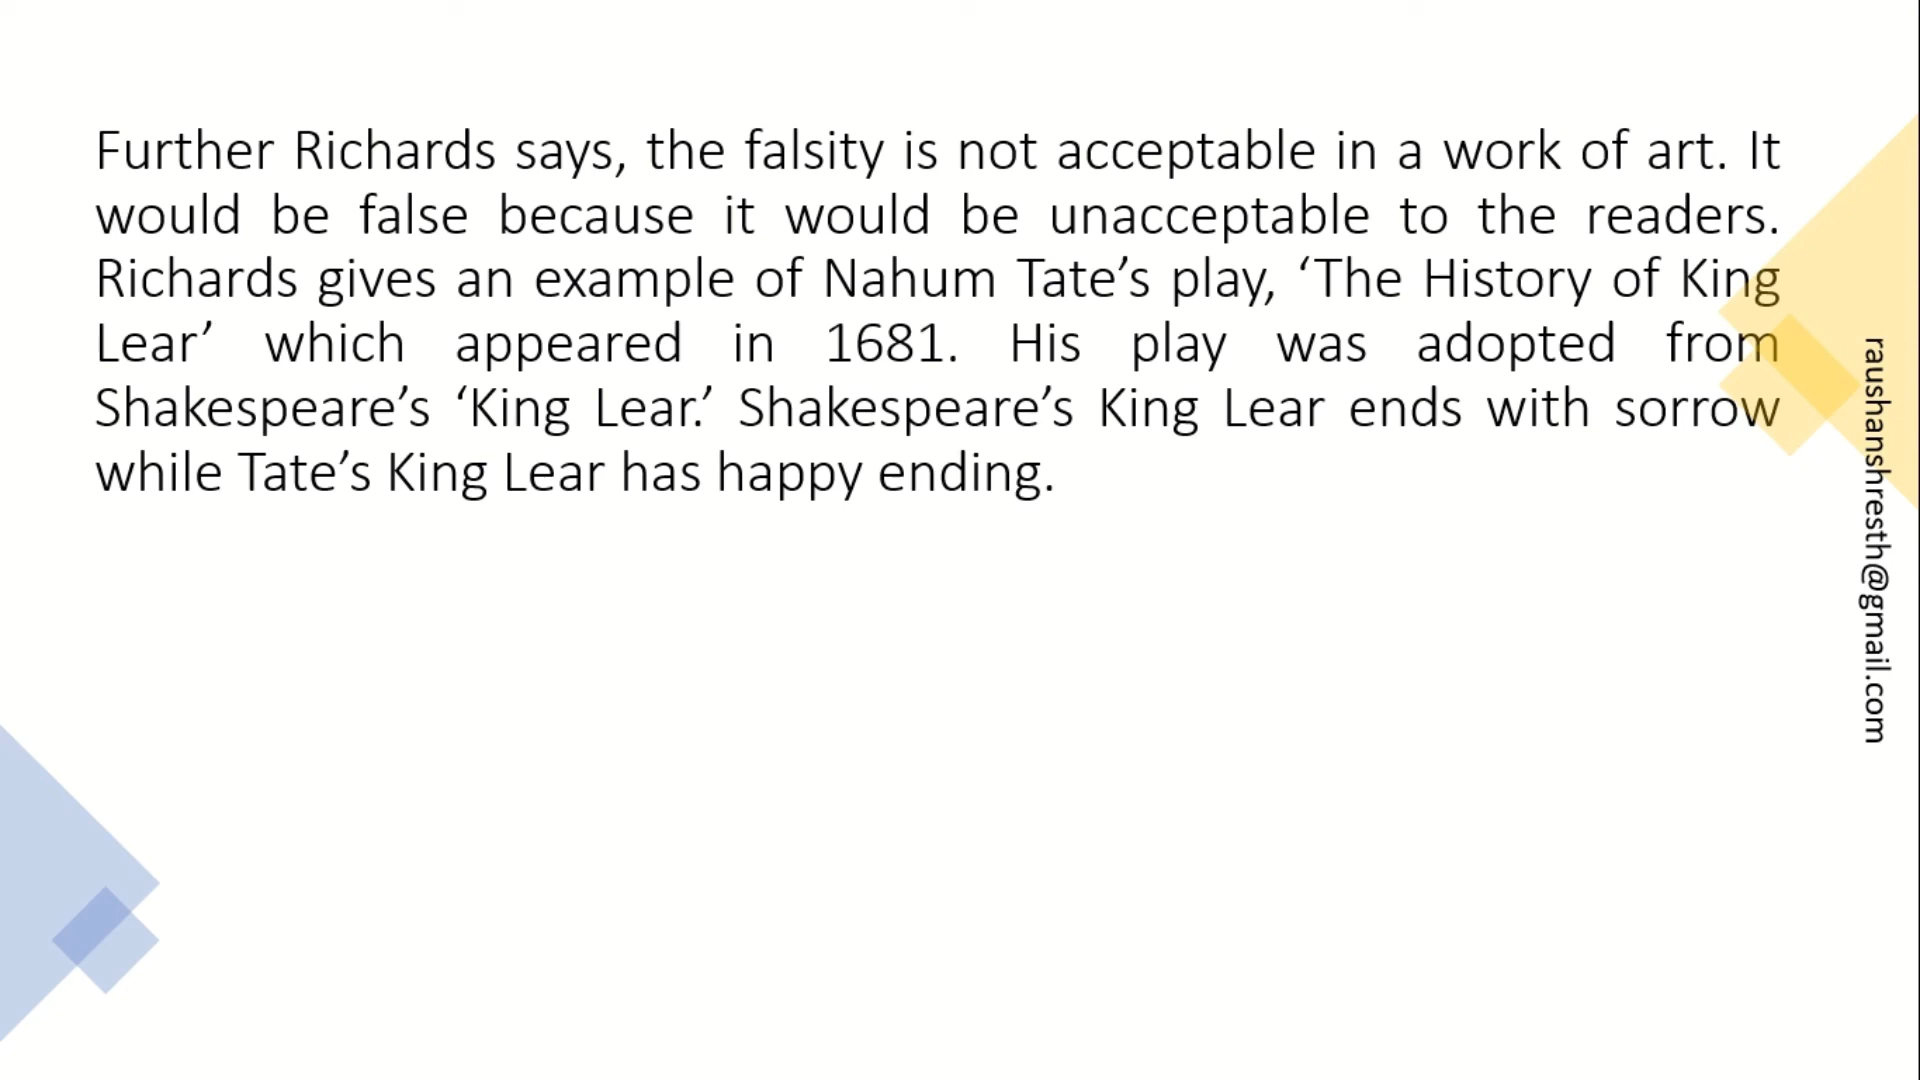 Further Richards says, the falsity is not acceptable in a work of art. It
would be false because it would be unacceptable to the readers.
Richards gives an example of Nahum Tate’s play, ‘The History of King
Lear’ which appeared in 1681. His play was adopted from
Shakespeare’s ‘King Lear.’ Shakespeare’s King Lear ends with sorrow
while Tate’s King Lear has happy ending.
raushanshresth@gmail.com